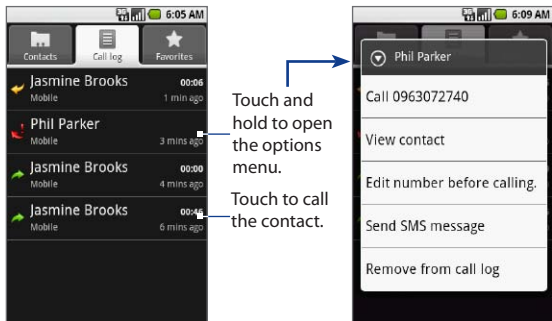 6:05 AM
Contacts
Call log
Favorites
Jasmine Brooks 00:06
Mobile 1 min ago
Phil Parker
Mobile 3 mins ago
Jasmine Brooks 00:00
Mobile 4 mins ago
Jasmine Brooks 00:46
Mobile 6 mins ago
Touch and
hold to open
the options
menu.
Touch to call
the contact.
6:09 AM
Phil Parker
Call 0963072740
View contact
Edit number before calling.
Send SMS message
Remove from call log